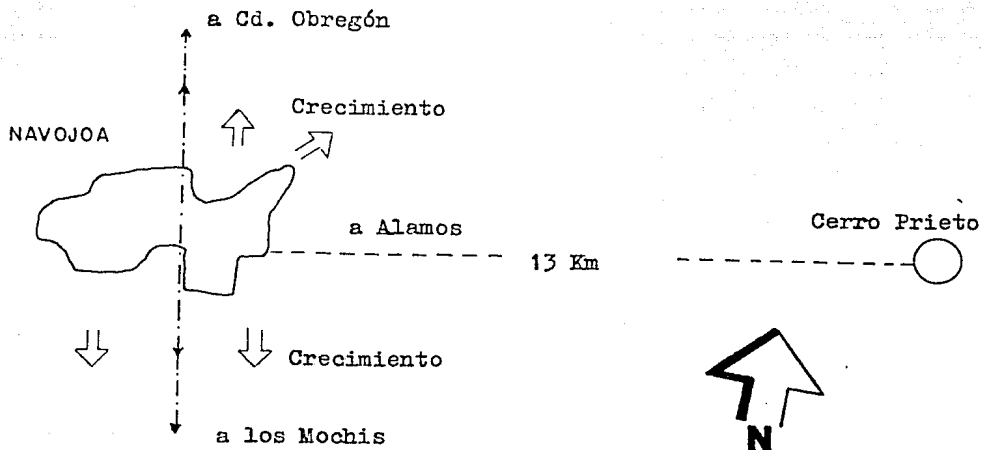 a Cd. Obregón
Crecimiento
NAVOJOA
a Alamos
Cerro Prieto
13 Km
Crecimiento
a los Mochis
N